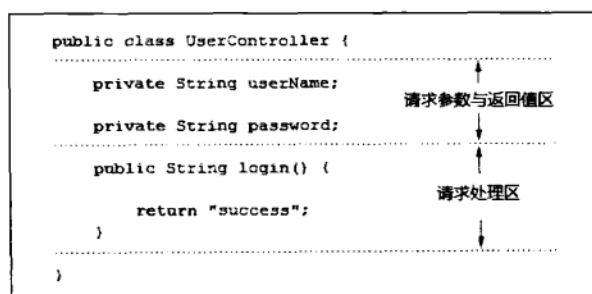 public class UserController {
private String userName;
请求参数与返回值区
private String password;
public String login() {
请求处理区
return "success";
}
}